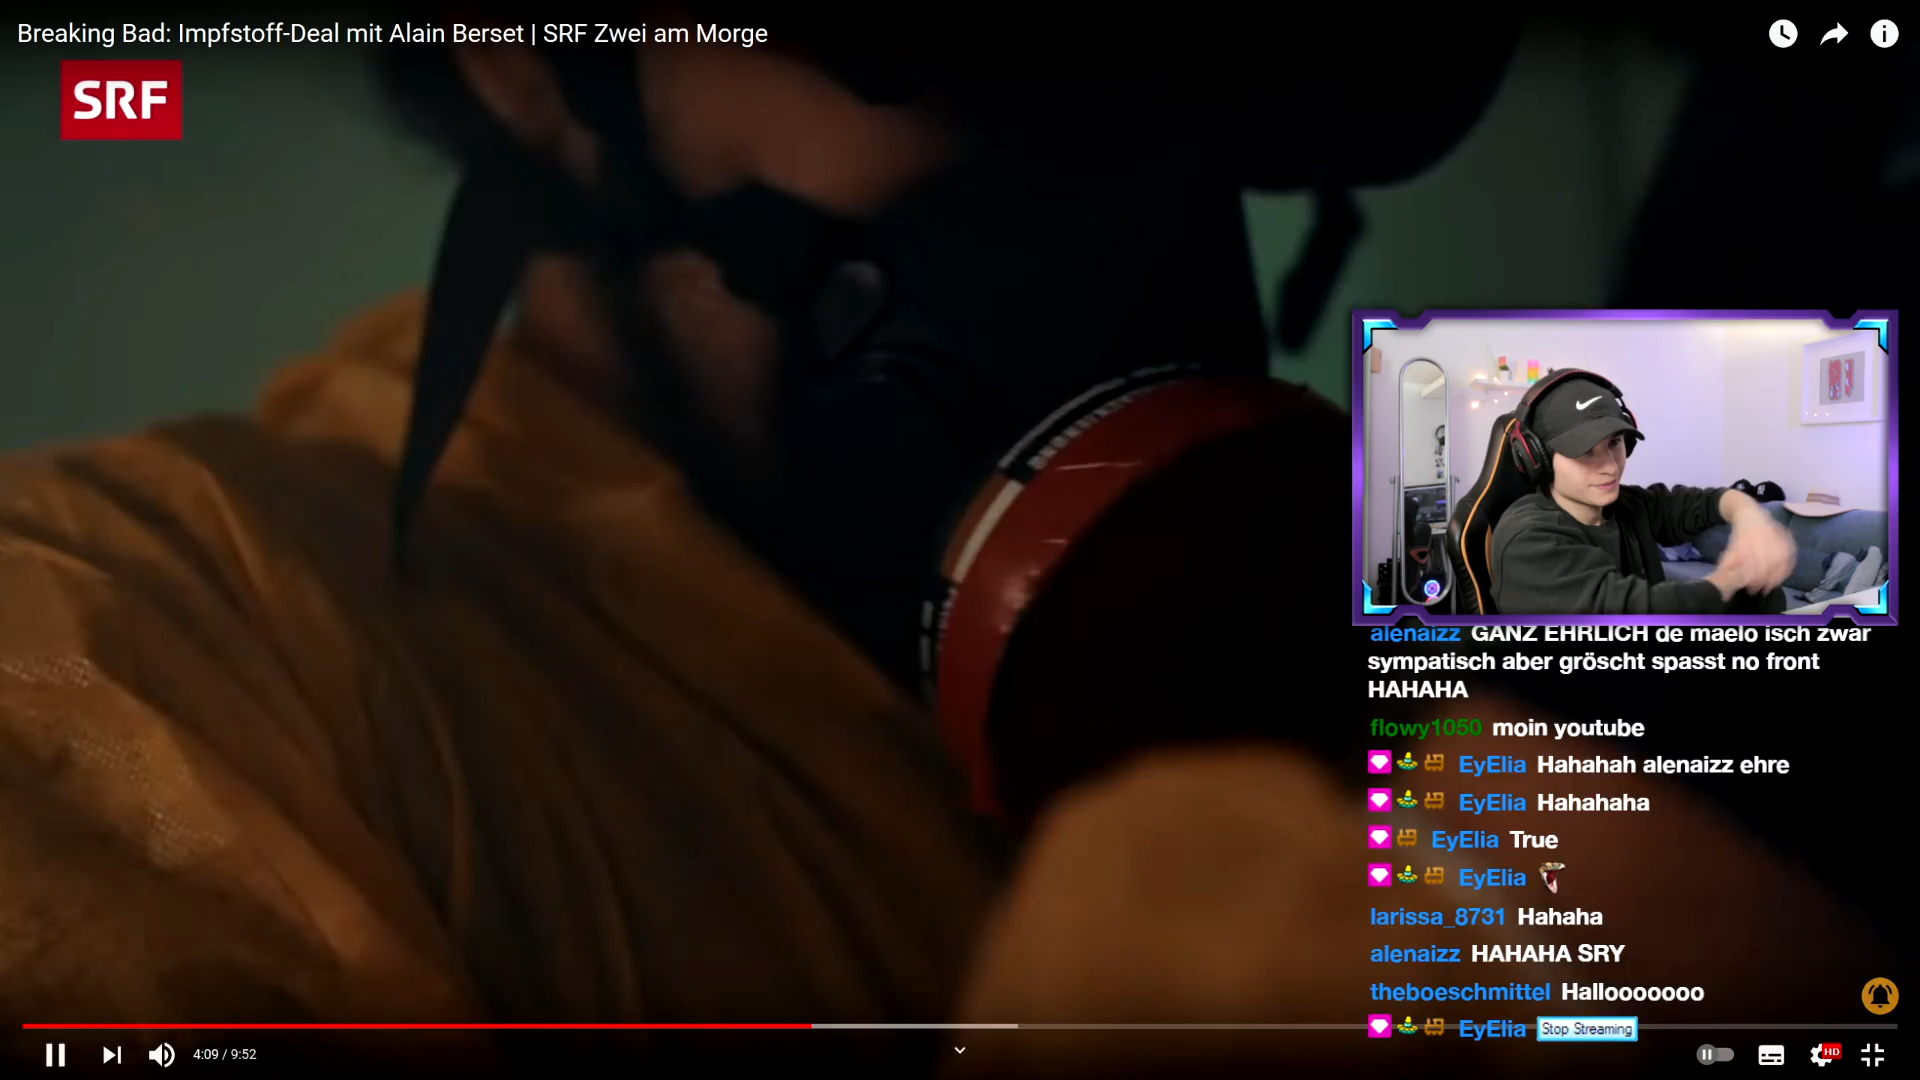 Breaking Bad: Impfstoff-Deal mit Alain Berset | SRF Zwei am Morge
SRF
alenaizz GANZ EHRLICH de maelo isch zwar
sympatisch aber gröscht spasst no front
HAHAHA
flowy1050 moin youtube
EyElia Hahahah alenaizz ehre
EyElia Hahahaha
EyElia True
EyElia
larissa_8731 Hahaha
alenaizz HAHAHA SRY
theboeschmittel Hallooooooo
EyElia Stop Streaming
4:09 / 9:52
HD